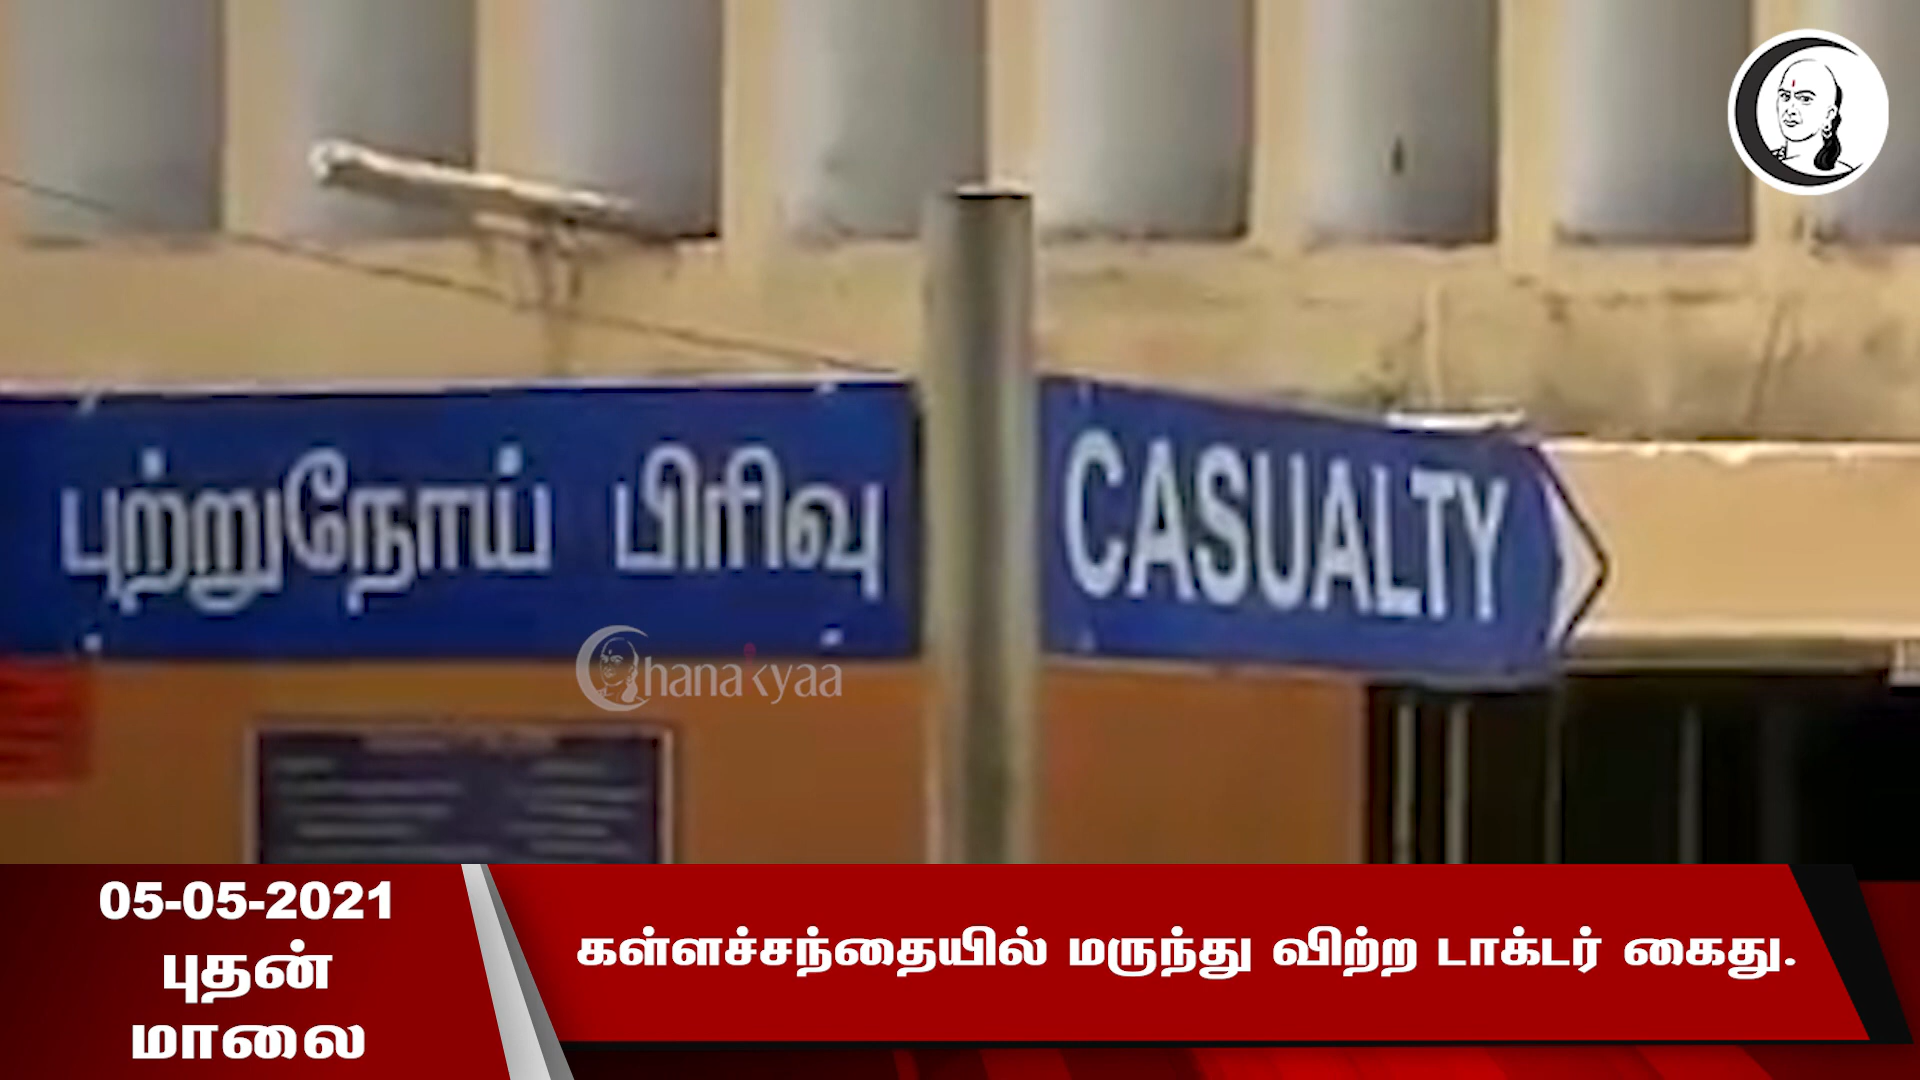 புற்றுநோய் பிரிவு
CASUALTY
Chanakyaa
05-05-2021
புதன்
மாலை
கள்ளச்சந்தையில் மருந்து விற்ற டாக்டர் கைது.